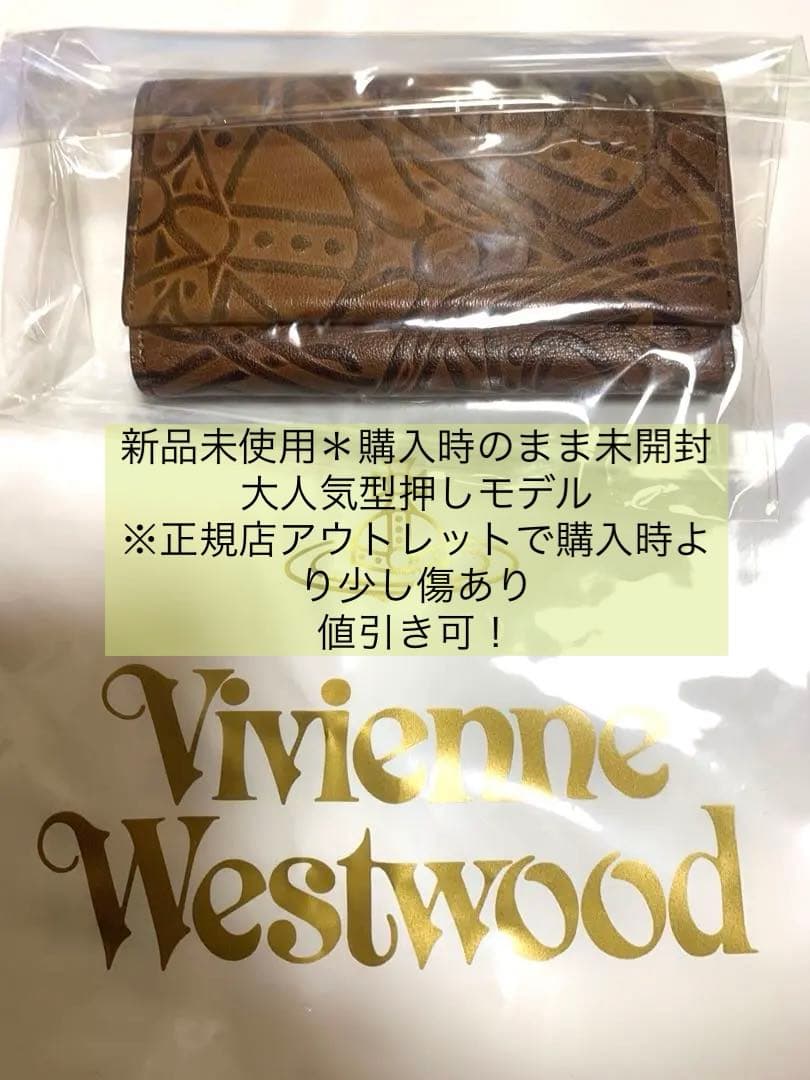 新品未使用＊購入時のまま未開封
大人気型押しモデル
※正規店アウトレットで購入時よ
り少し傷あり
値引き可！
Vivienne
Westwood